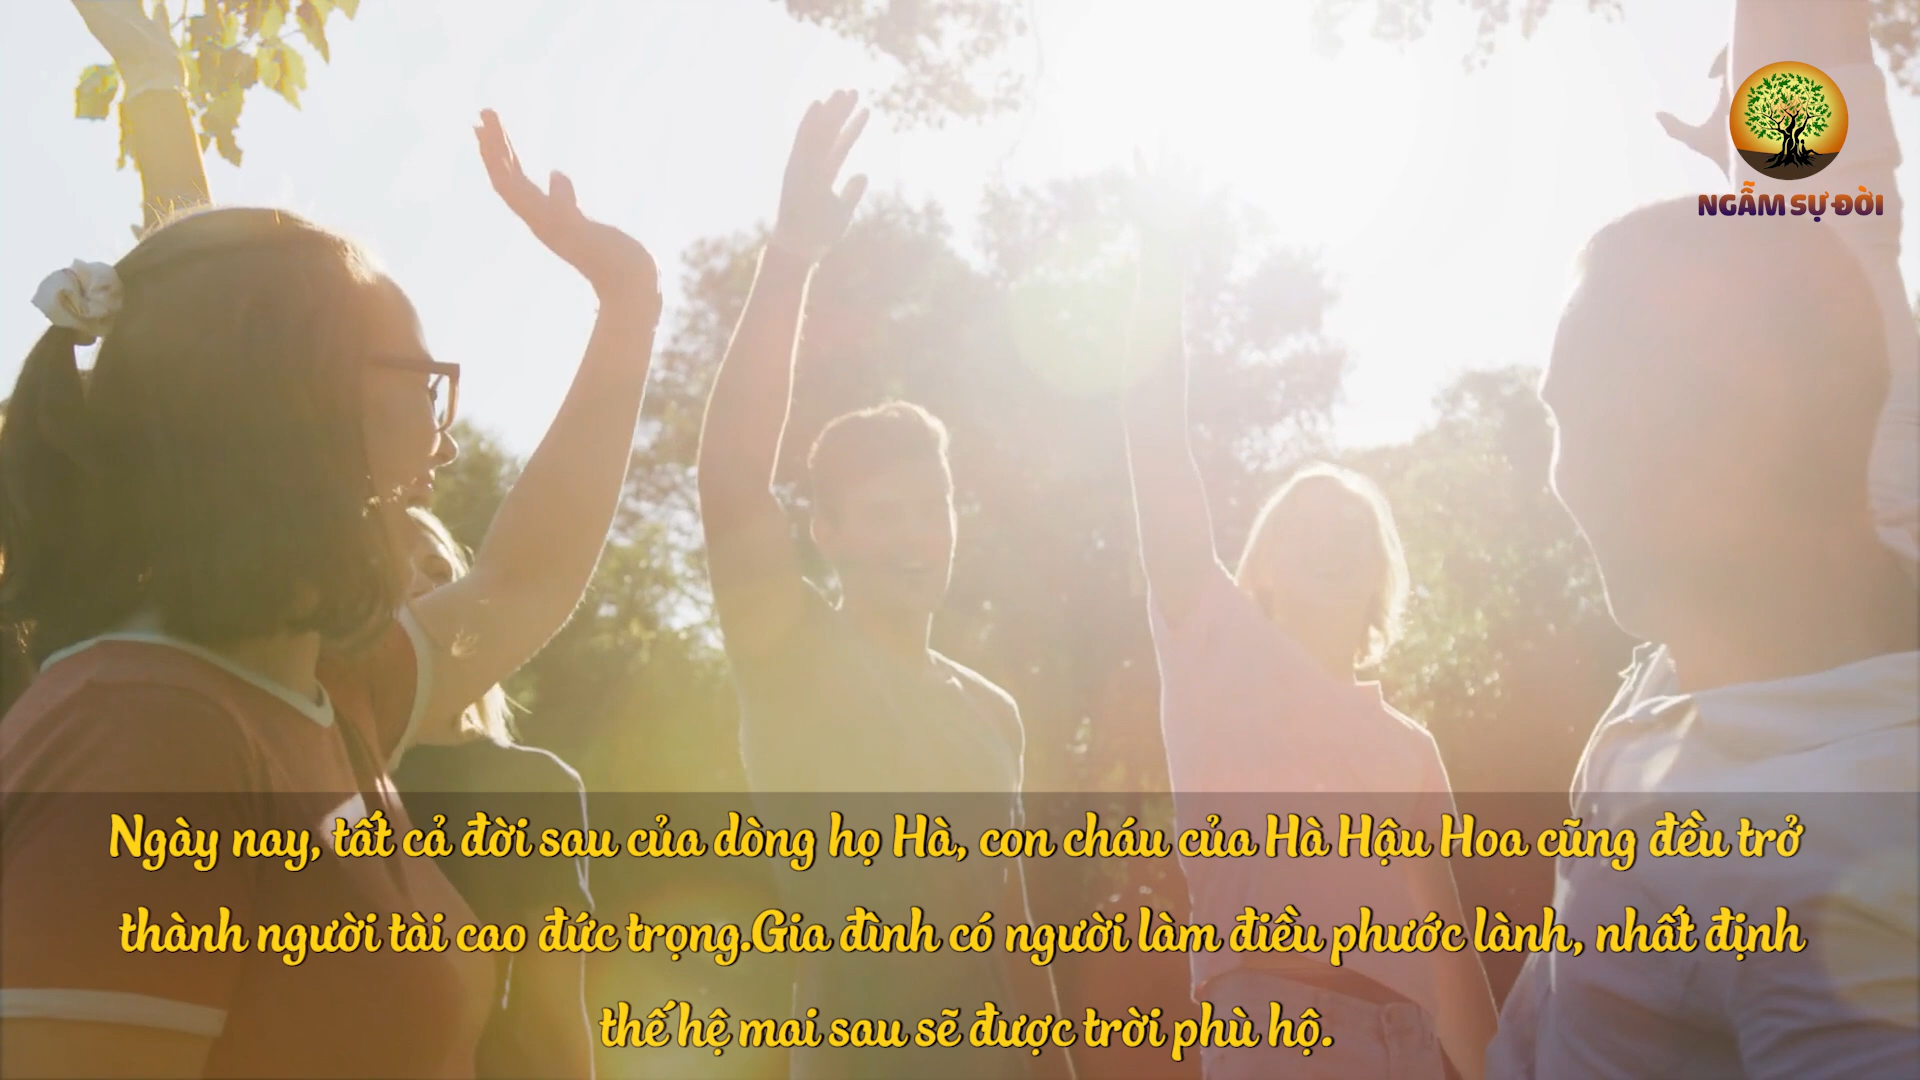 NGẪM SỰ ĐỜI
Ngày nay, tất cả đời sau của dòng họ Hà, con cháu của Hà Hậu Hoa cũng đều trở
thành người tài cao đức trọng.Gia đình có người làm điều phước lành, nhất định
thế hệ mai sau sẽ được trời phù hộ.